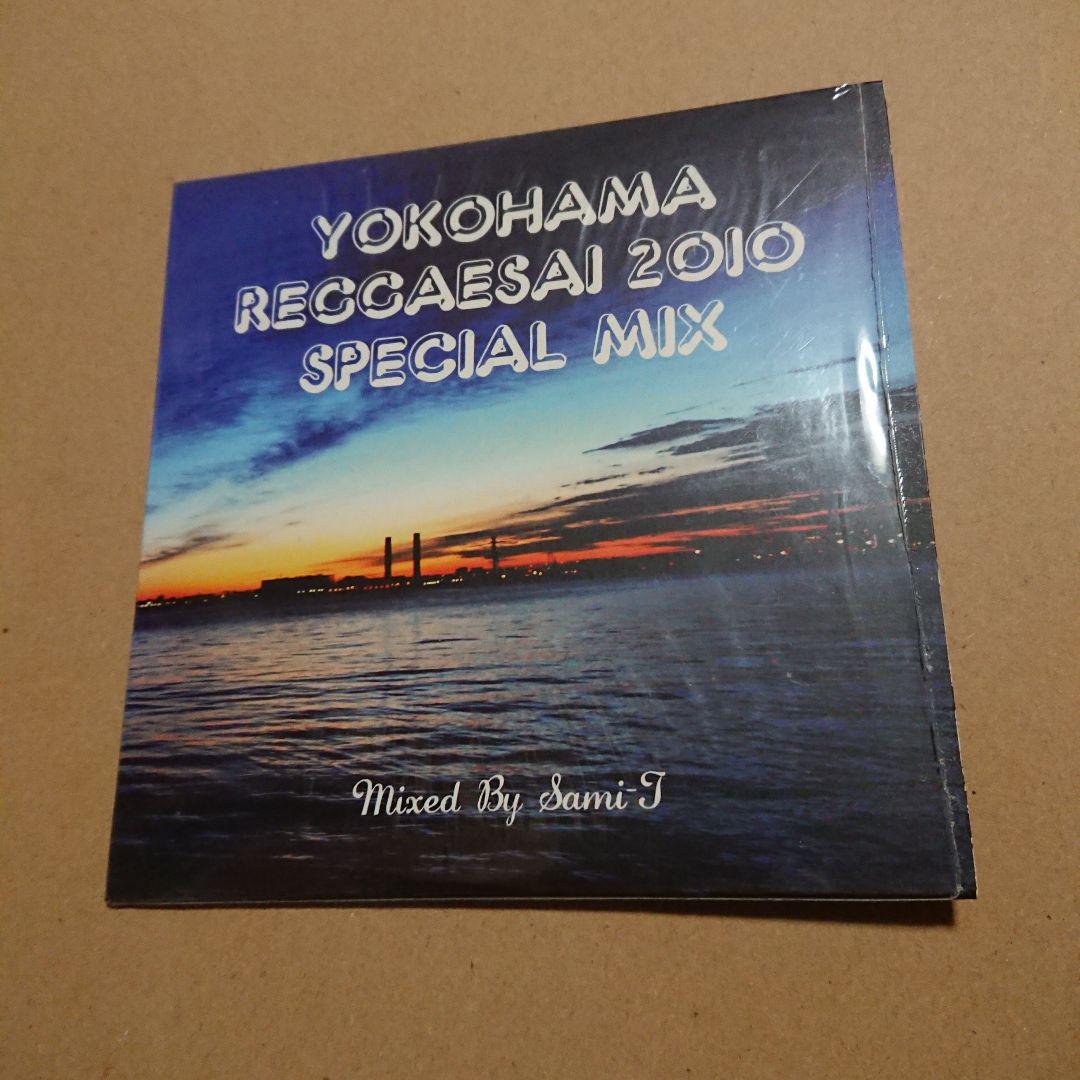 YOKOHAMA
REGGAESAI 2010
SPECIAL MIX
Mixed By Sami-T